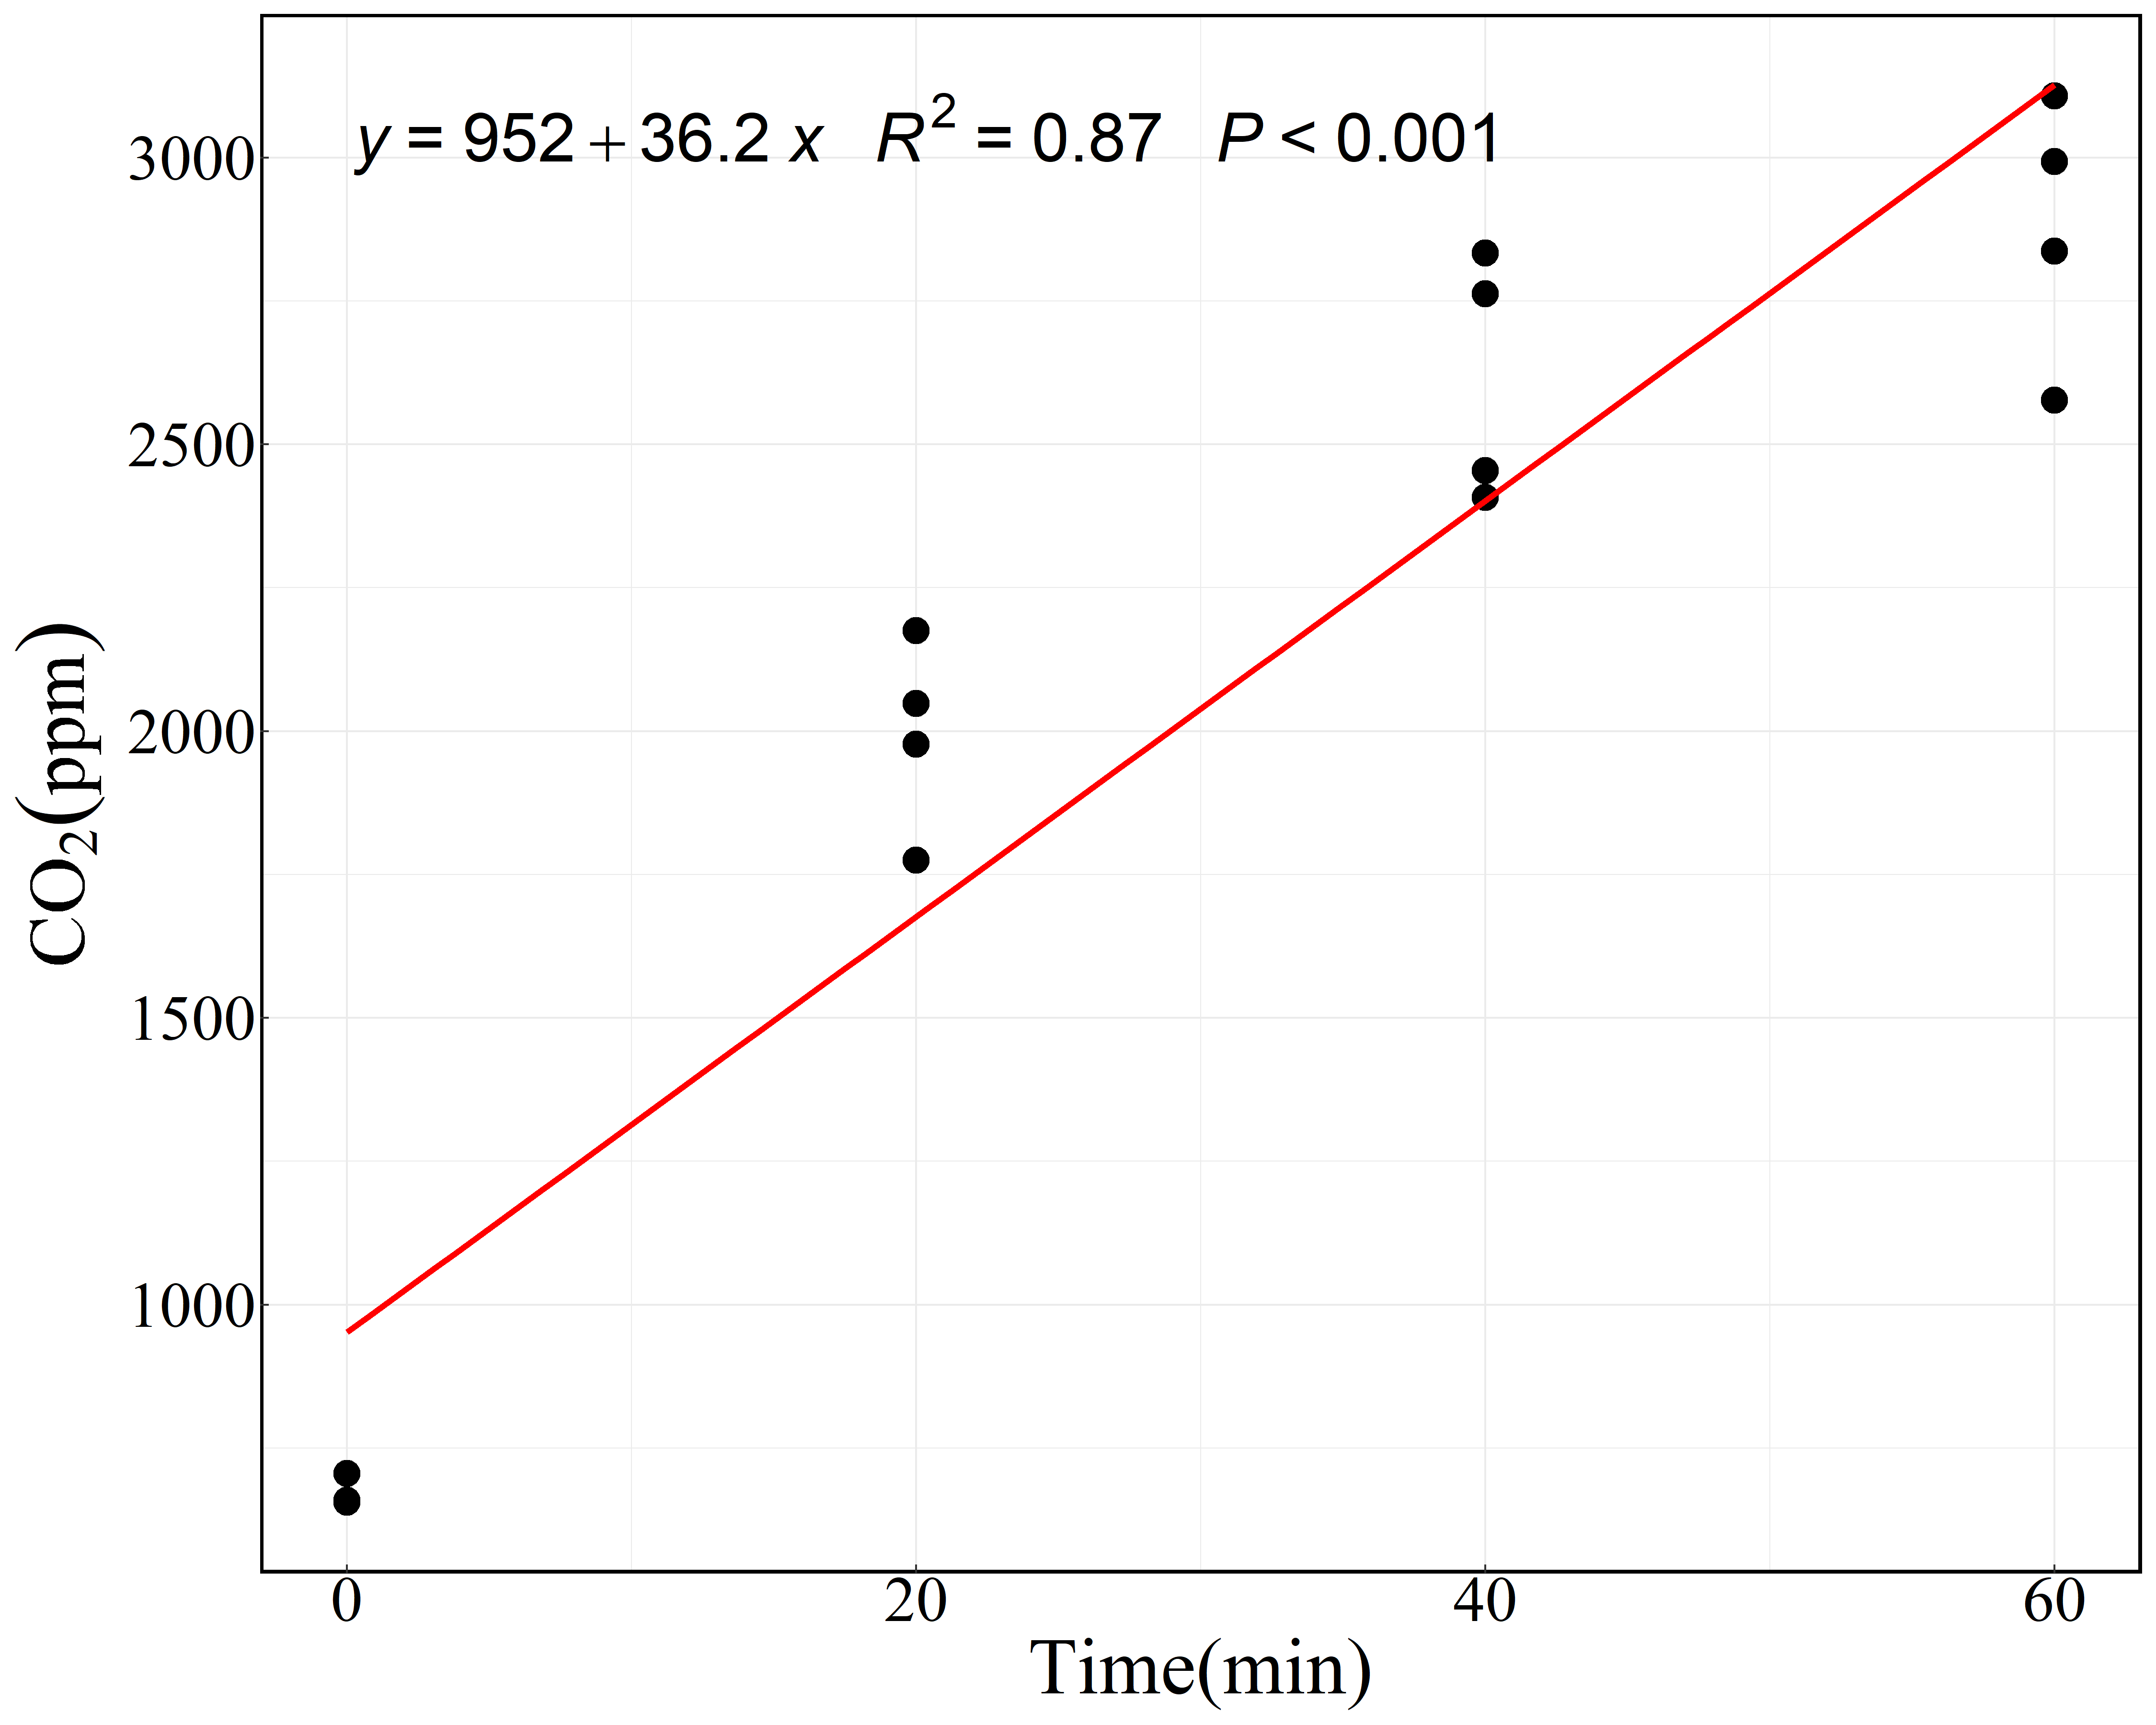 y = 952 + 36.2 x R² = 0.87 P < 0.001
3000
2500
2000
1500
1000
CO₂(ppm)
0 20 40 60
Time(min)